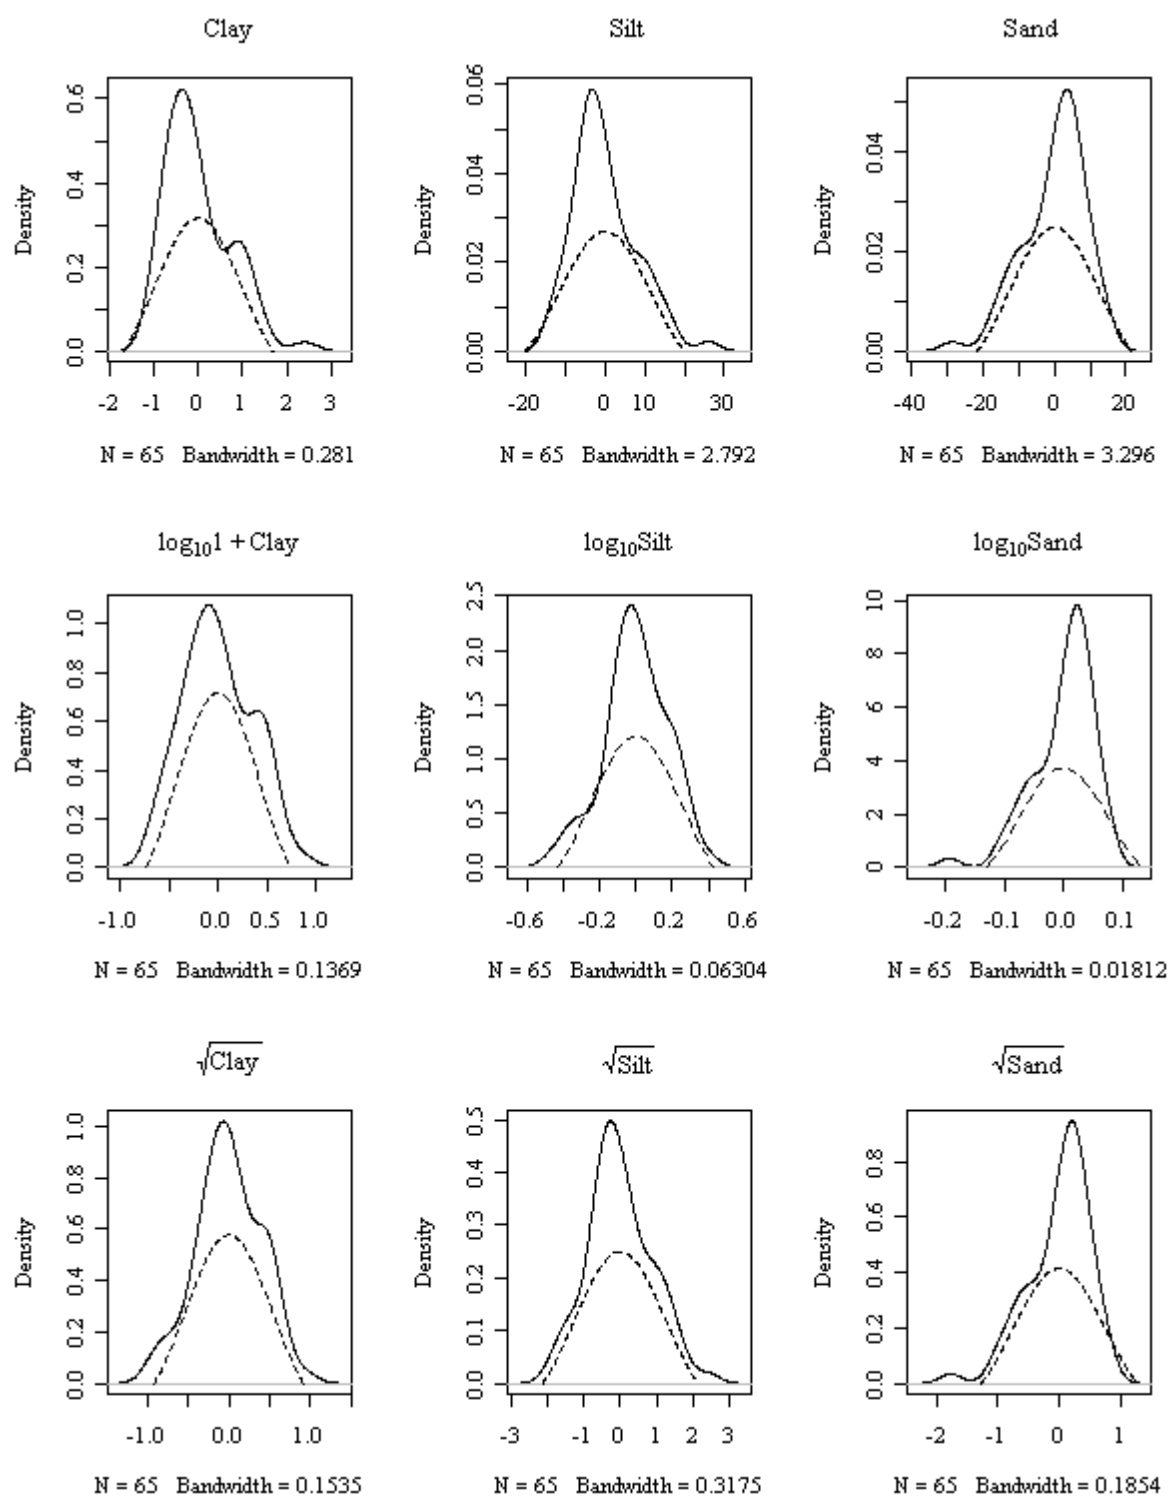 Clay Silt Sand
Density 0.0 0.2 0.4 0.6
-2 -1 0 1 2 3
N = 65 Bandwidth = 0.281
Density 0.00 0.02 0.04 0.06
-20 0 10 30
N = 65 Bandwidth = 2.792
Density 0.00 0.02 0.04
-40 -20 0 20
N = 65 Bandwidth = 3.296
log₁₀1 + Clay log₁₀Silt log₁₀Sand
Density 0.0 0.2 0.4 0.6 0.8 1.0
-1.0 0.0 0.5 1.0
N = 65 Bandwidth = 0.1369
Density 0.0 0.5 1.0 1.5 2.0 2.5
-0.6 -0.2 0.2 0.6
N = 65 Bandwidth = 0.06304
Density 0 2 4 6 8 10
-0.2 -0.1 0.0 0.1
N = 65 Bandwidth = 0.01812
√Clay √Silt √Sand
Density 0.0 0.2 0.4 0.6 0.8 1.0
-1.0 0.0 1.0
N = 65 Bandwidth = 0.1535
Density 0.0 0.1 0.2 0.3 0.4 0.5
-3 -1 0 1 2 3
N = 65 Bandwidth = 0.3175
Density 0.0 0.2 0.4 0.6 0.8
-2 -1 0 1
N = 65 Bandwidth = 0.1854